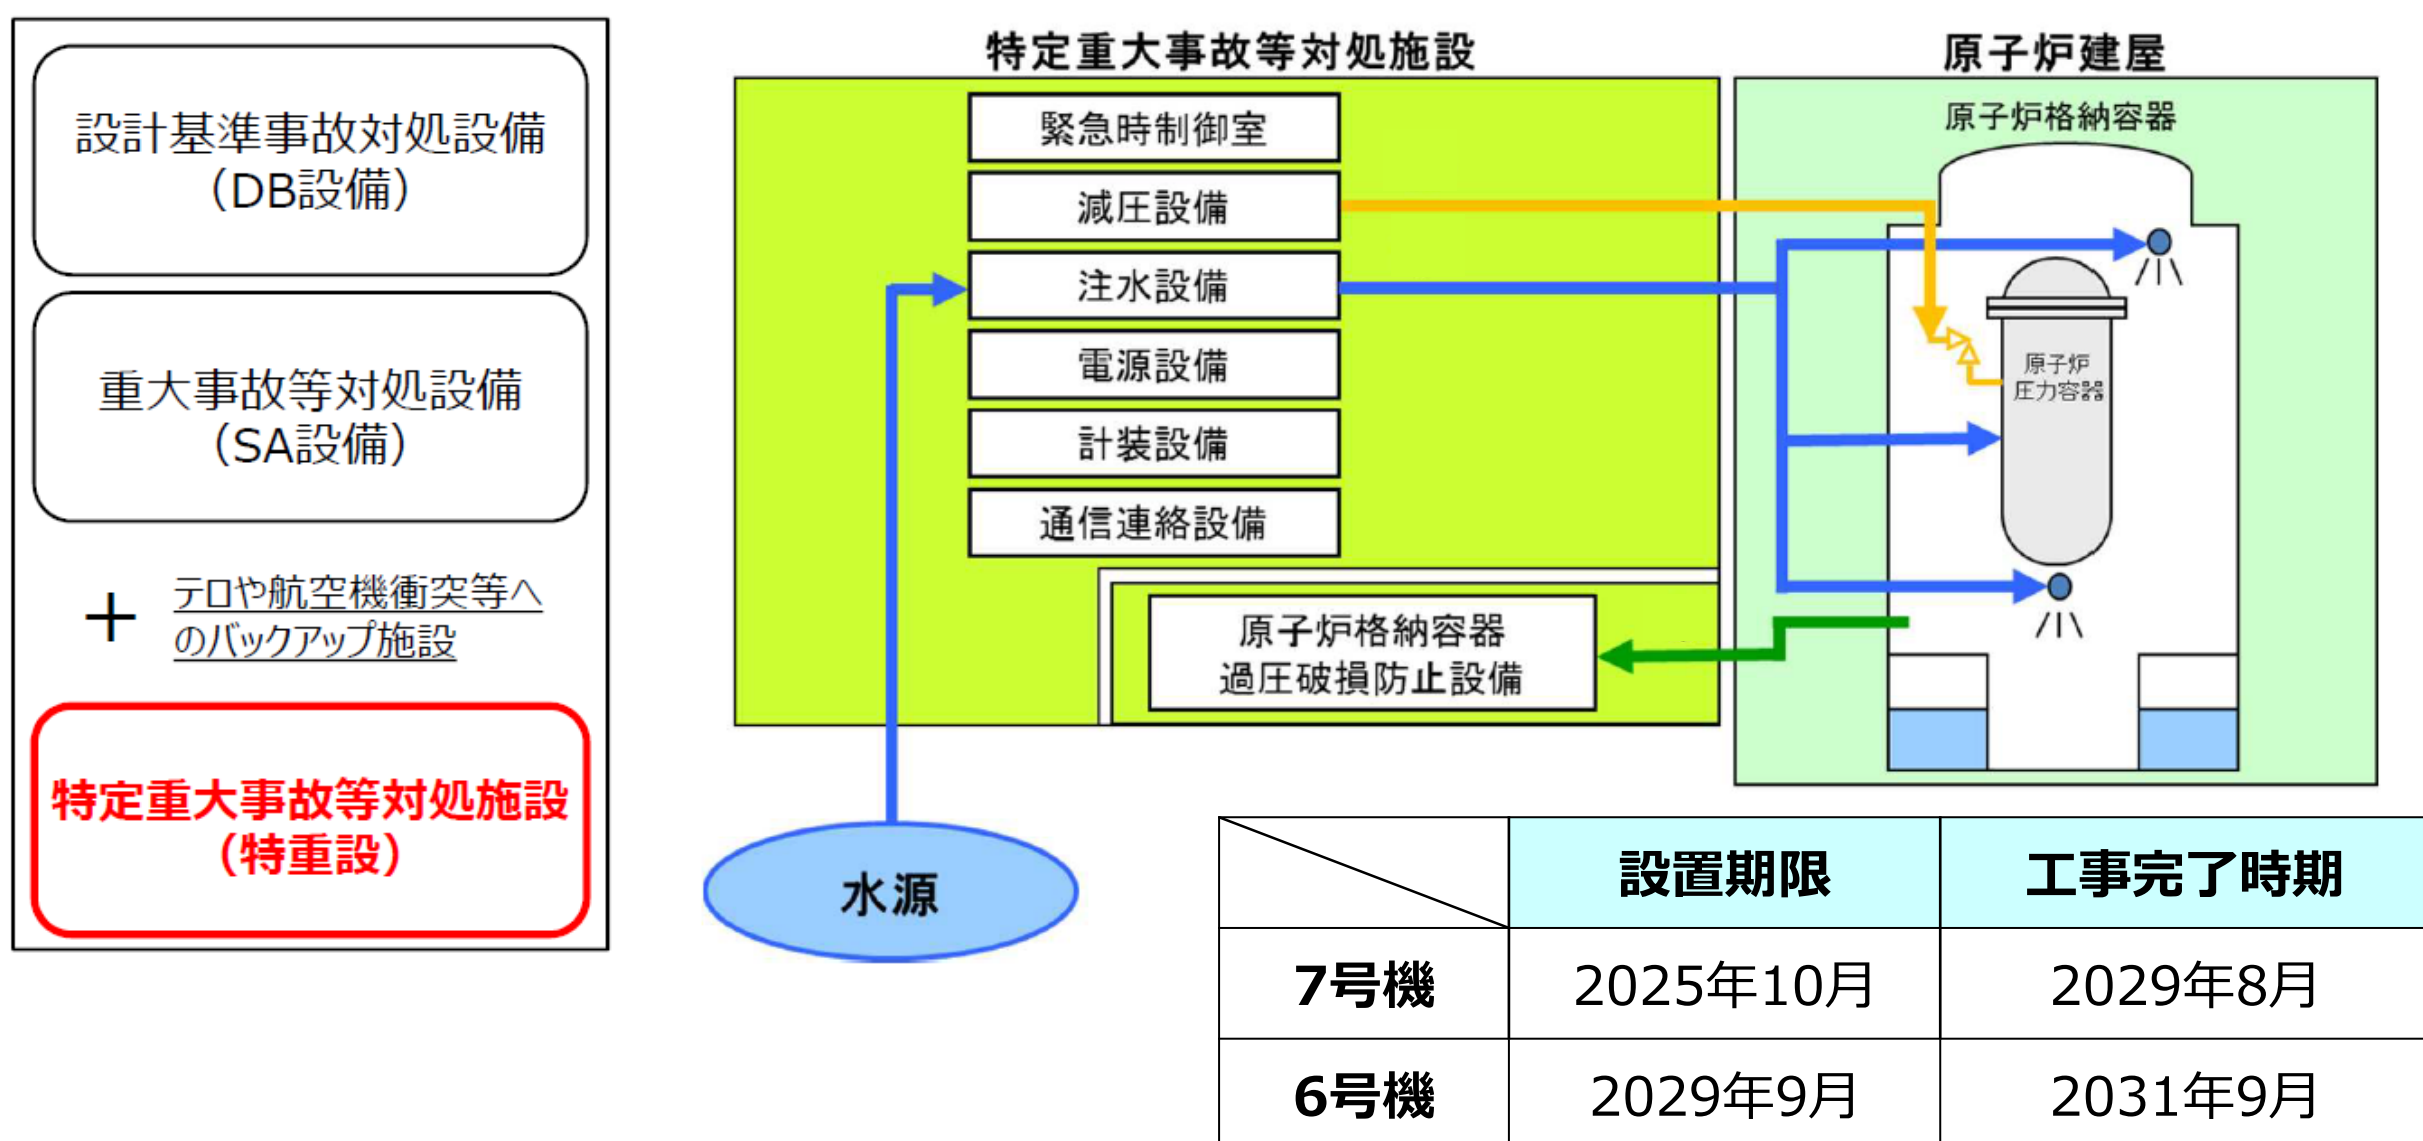 設計基準事故対処設備
（DB設備）
重大事故等対処設備
（SA設備）
＋
テロや航空機衝突等へ
のバックアップ施設
特定重大事故等対処施設
（特重設）
特定重大事故等対処施設
緊急時制御室
減圧設備
注水設備
電源設備
計装設備
通信連絡設備
原子炉格納容器
過圧破損防止設備
水源
原子炉建屋
原子炉格納容器
原子炉
圧力容器
設置期限 工事完了時期
7号機 2025年10月 2029年8月
6号機 2029年9月 2031年9月